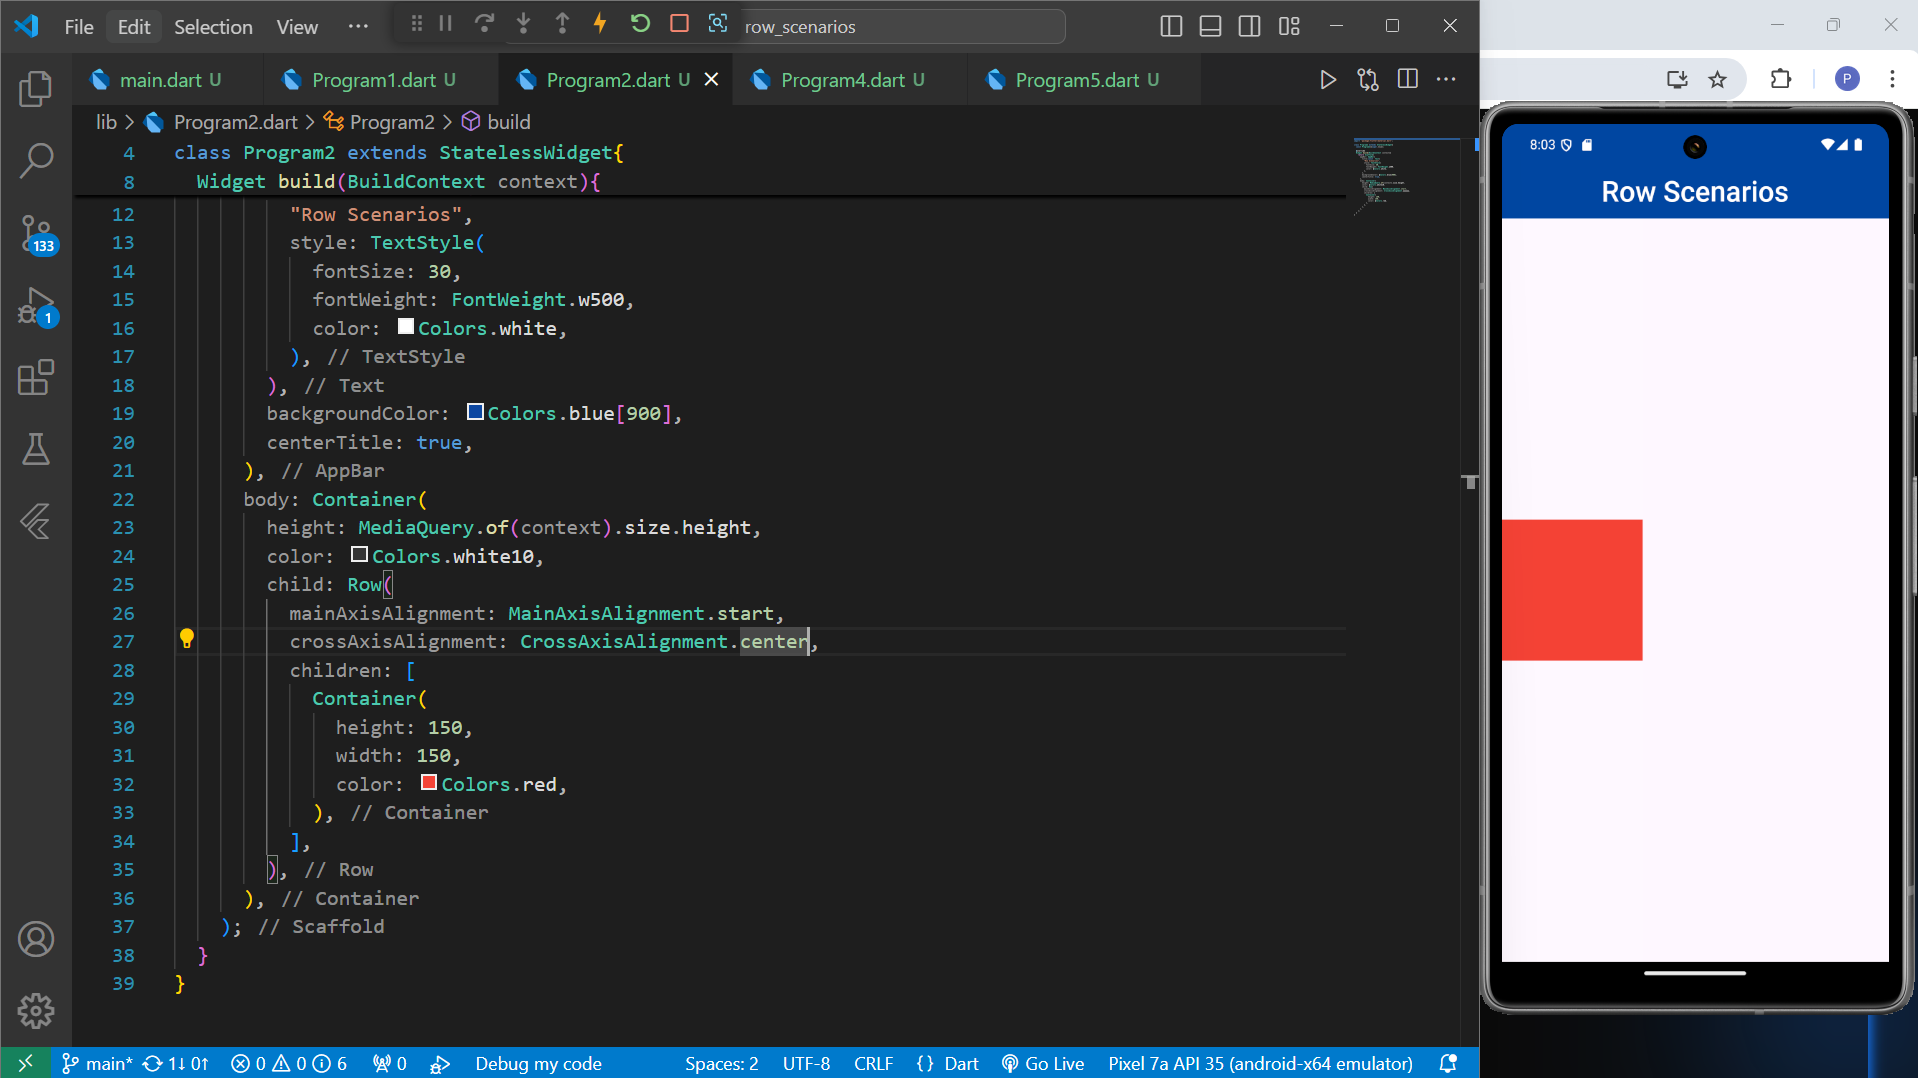 File Edit Selection View ··· row_scenarios
main.dart U Program1.dart U Program2.dart U Program4.dart U Program5.dart U
P
lib > Program2.dart > Program2 > build
4 class Program2 extends StatelessWidget{
8 Widget build(BuildContext context){
12 "Row Scenarios",
13 style: TextStyle(
14 fontSize: 30,
15 fontWeight: FontWeight.w500,
16 color: Colors.white,
17 ), // TextStyle
18 ), // Text
19 backgroundColor: Colors.blue[900],
20 centerTitle: true,
21 ), // AppBar
22 body: Container(
23 height: MediaQuery.of(context).size.height,
24 color: Colors.white10,
25 child: Row(
26 mainAxisAlignment: MainAxisAlignment.start,
27 crossAxisAlignment: CrossAxisAlignment.center,
28 children: [
29 Container(
30 height: 150,
31 width: 150,
32 color: Colors.red,
33 ), // Container
34 ],
35 ), // Row
36 ), // Container
37 ); // Scaffold
38 }
39 }
133
1
main* 1↓ 0↑ 0 0 6 0 Debug my code Spaces: 2 UTF-8 CRLF {} Dart Go Live Pixel 7a API 35 (android-x64 emulator)
8:03
Row Scenarios